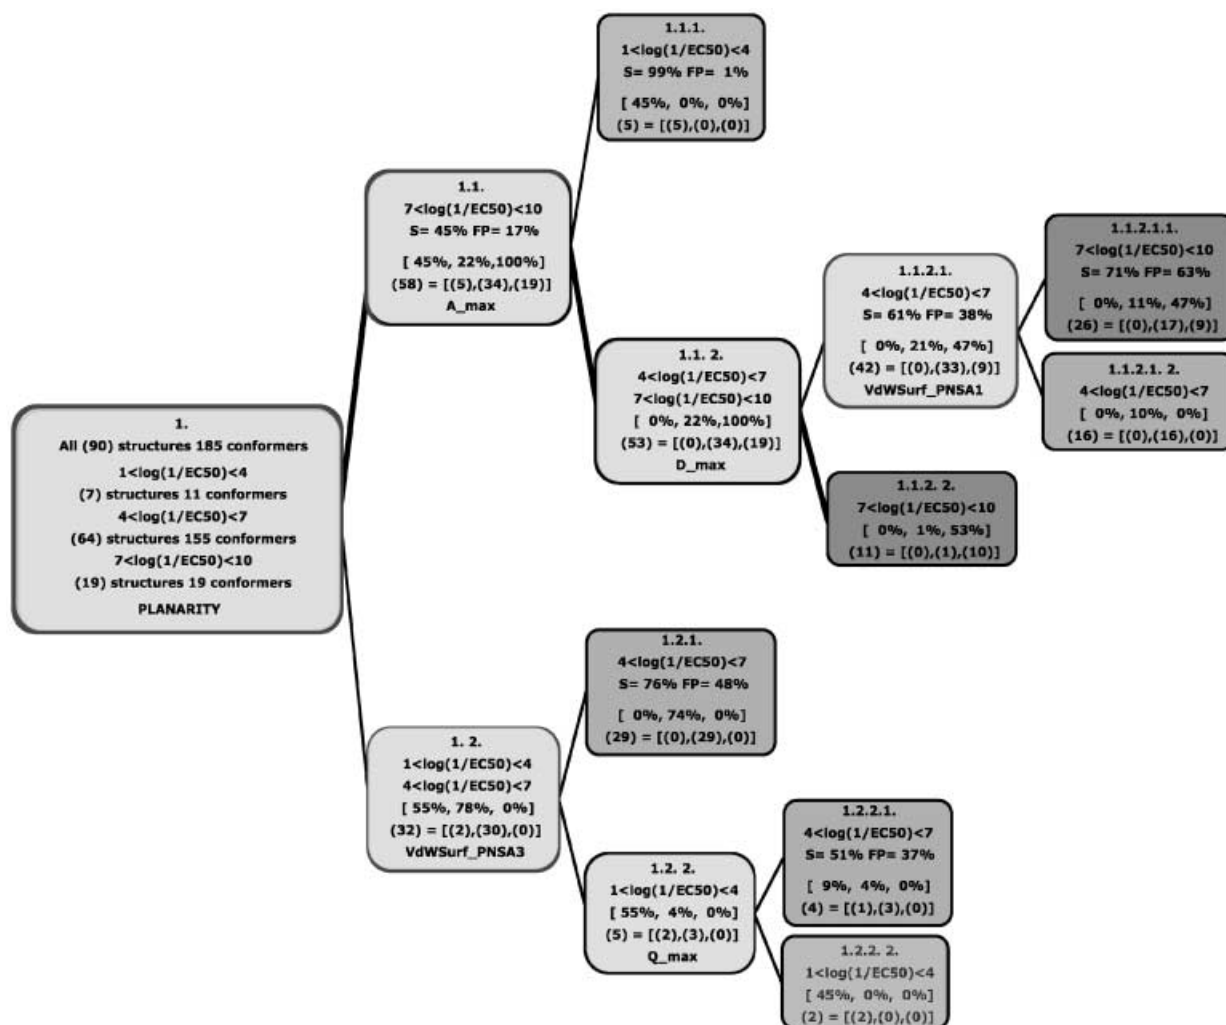 1.
All (90) structures 185 conformers
1<log(1/EC50)<4
(7) structures 11 conformers
4<log(1/EC50)<7
(64) structures 155 conformers
7<log(1/EC50)<10
(19) structures 19 conformers
PLANARITY
1.1.
7<log(1/EC50)<10
S= 45% FP= 17%
[ 45%, 22%,100%]
(58) = [(5),(34),(19)]
A_max
1.1.1.
1<log(1/EC50)<4
S= 99% FP= 1%
[ 45%, 0%, 0%]
(5) = [(5),(0),(0)]
1.1. 2.
4<log(1/EC50)<7
7<log(1/EC50)<10
[ 0%, 22%,100%]
(53) = [(0),(34),(19)]
D_max
1.1.2.1.
4<log(1/EC50)<7
S= 61% FP= 38%
[ 0%, 21%, 47%]
(42) = [(0),(33),(9)]
VdWSurf_PNSA1
1.1.2.1.1.
7<log(1/EC50)<10
S= 71% FP= 63%
[ 0%, 11%, 47%]
(26) = [(0),(17),(9)]
1.1.2.1. 2.
4<log(1/EC50)<7
[ 0%, 10%, 0%]
(16) = [(0),(16),(0)]
1.1.2. 2.
7<log(1/EC50)<10
[ 0%, 1%, 53%]
(11) = [(0),(1),(10)]
1. 2.
1<log(1/EC50)<4
4<log(1/EC50)<7
[ 55%, 78%, 0%]
(32) = [(2),(30),(0)]
VdWSurf_PNSA3
1.2.1.
4<log(1/EC50)<7
S= 76% FP= 48%
[ 0%, 74%, 0%]
(29) = [(0),(29),(0)]
1.2. 2.
1<log(1/EC50)<4
[ 55%, 4%, 0%]
(5) = [(2),(3),(0)]
Q_max
1.2.2.1.
4<log(1/EC50)<7
S= 51% FP= 37%
[ 9%, 4%, 0%]
(4) = [(1),(3),(0)]
1.2.2. 2.
1<log(1/EC50)<4
[ 45%, 0%, 0%]
(2) = [(2),(0),(0)]